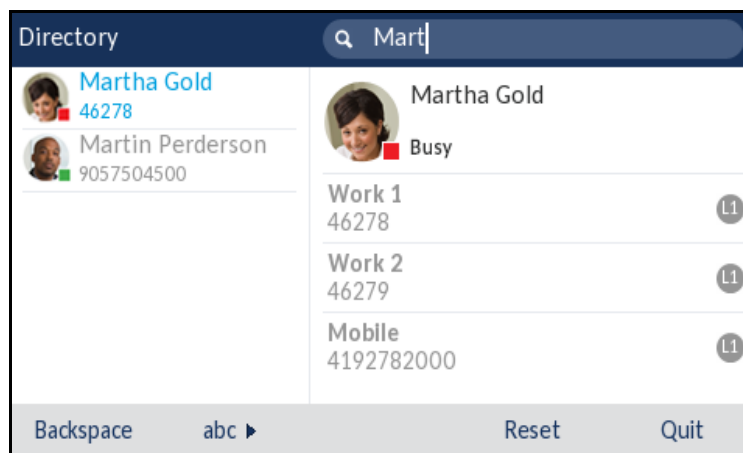 Directory
Mart
Martha Gold
46278
Martin Perderson
9057504500
Martha Gold
Busy
Work 1
46278
L1
Work 2
46279
L1
Mobile
4192782000
L1
Backspace abc Reset Quit